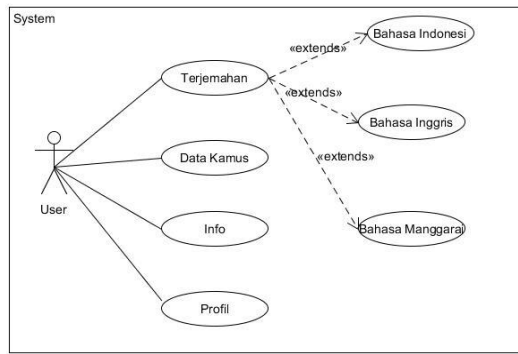 System
Bahasa Indonesi
«extends»
Terjemahan
«extends»
Bahasa Inggris
Data Kamus
«extends»
User
Info
Bahasa Manggarai
Profil